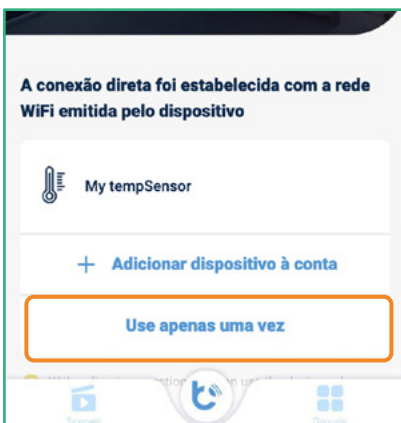 A conexão direta foi estabelecida com a rede
WiFi emitida pelo dispositivo
My tempSensor
+ Adicionar dispositivo à conta
Use apenas uma vez